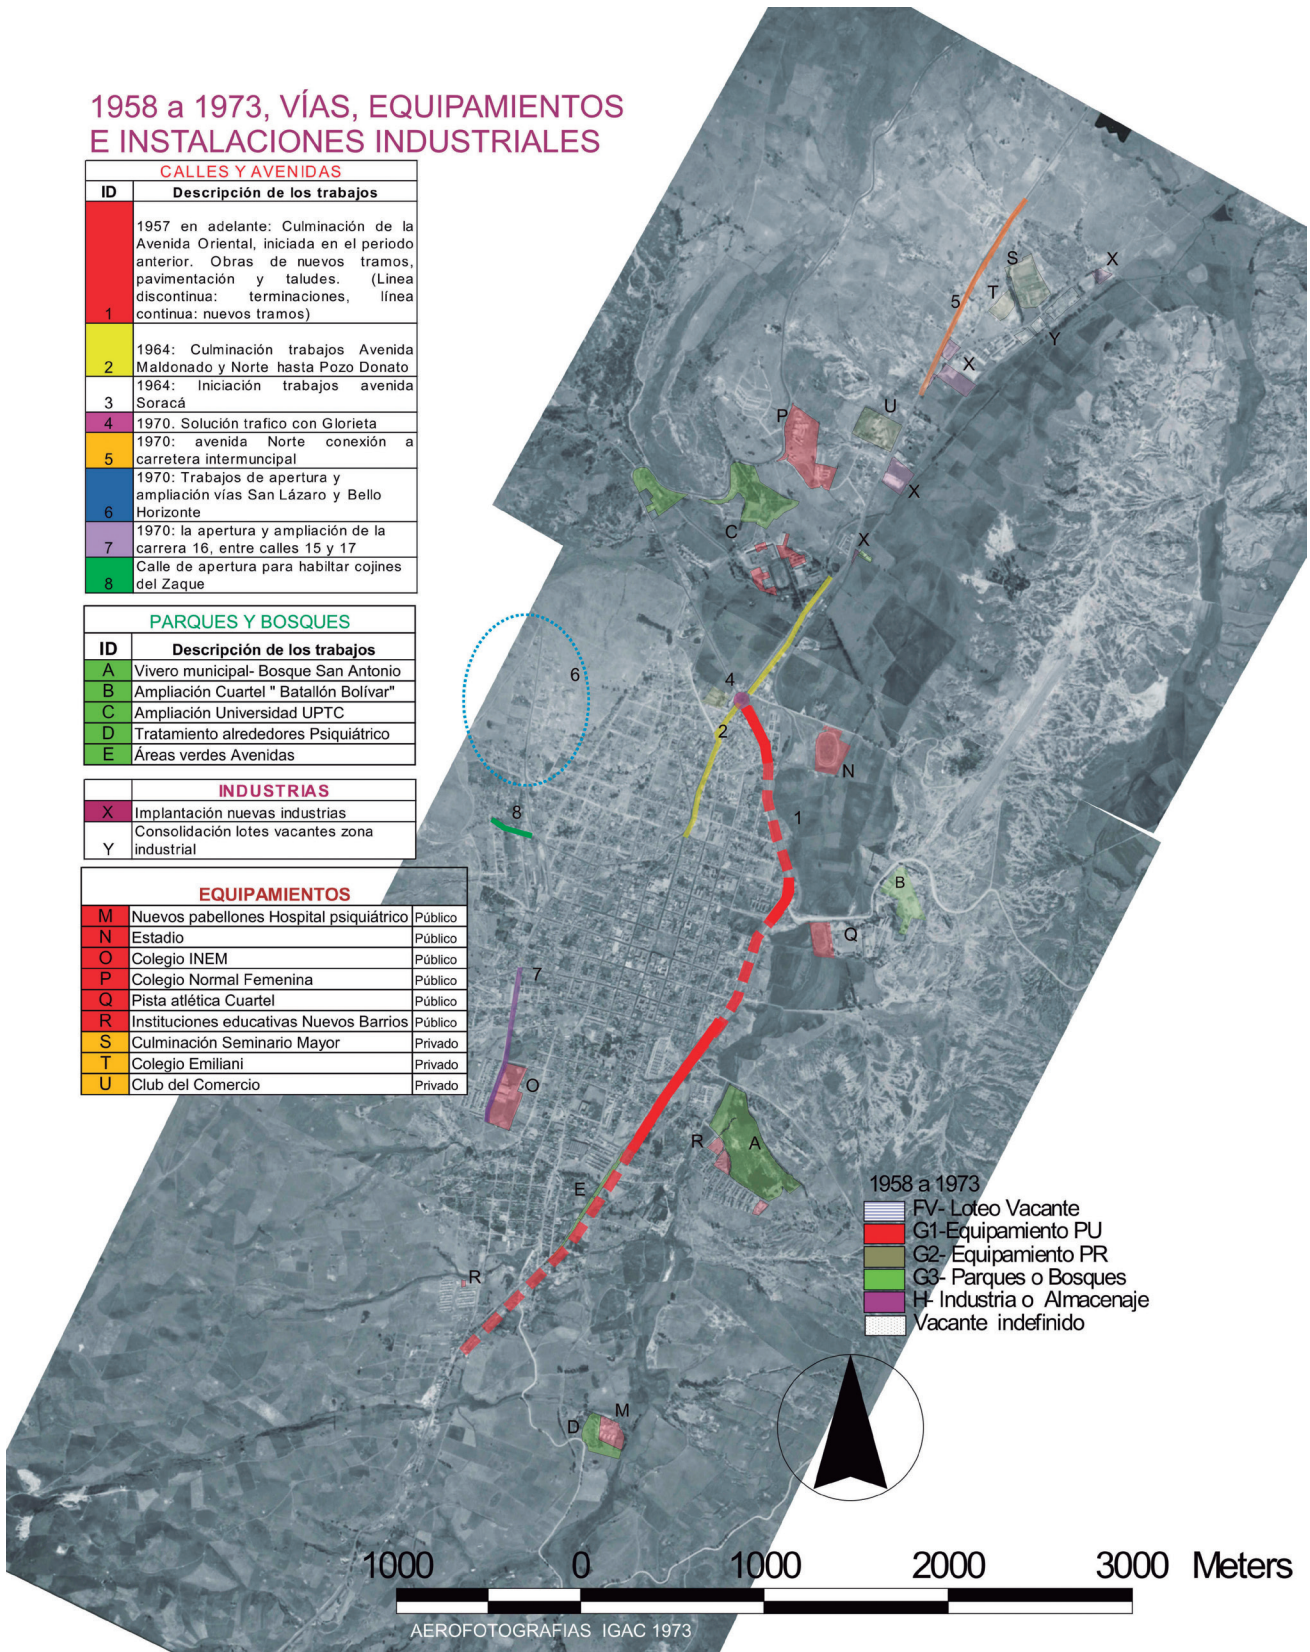 1958 a 1973, VÍAS, EQUIPAMIENTOS
E INSTALACIONES INDUSTRIALES
CALLES Y AVENIDAS
ID Descripción de los trabajos
1957 en adelante: Culminación de la
Avenida Oriental, iniciada en el periodo
anterior. Obras de nuevos tramos,
pavimentación y taludes. (Linea
discontinua: terminaciones, línea
1 continua: nuevos tramos)
1964: Culminación trabajos Avenida
2 Maldonado y Norte hasta Pozo Donato
1964: Iniciación trabajos avenida
3 Soracá
4 1970. Solución trafico con Glorieta
1970: avenida Norte conexión a
5 carretera intermuncipal
1970: Trabajos de apertura y
ampliación vías San Lázaro y Bello
6 Horizonte
1970: la apertura y ampliación de la
7 carrera 16, entre calles 15 y 17
Calle de apertura para habiltar cojines
8 del Zaque
PARQUES Y BOSQUES
ID Descripción de los trabajos
A Vivero municipal- Bosque San Antonio
B Ampliación Cuartel " Batallón Bolívar"
C Ampliación Universidad UPTC
D Tratamiento alrededores Psiquiátrico
E Áreas verdes Avenidas
INDUSTRIAS
X Implantación nuevas industrias
Consolidación lotes vacantes zona
Y industrial
EQUIPAMIENTOS
M Nuevos pabellones Hospital psiquiátrico Público
N Estadio Público
O Colegio INEM Público
P Colegio Normal Femenina Público
Q Pista atlética Cuartel Público
R Instituciones educativas Nuevos Barrios Público
S Culminación Seminario Mayor Privado
T Colegio Emiliani Privado
U Club del Comercio Privado
S
X
T
5
Y
X
U
P
X
C
X
6
4
2
N
8
1
B
Q
7
O
R
A
E
R
M
D
1958 a 1973
FV- Loteo Vacante
G1-Equipamiento PU
G2- Equipamiento PR
G3- Parques o Bosques
H- Industria o Almacenaje
Vacante indefinido
1000 0 1000 2000 3000 Meters
AEROFOTOGRAFIAS IGAC 1973